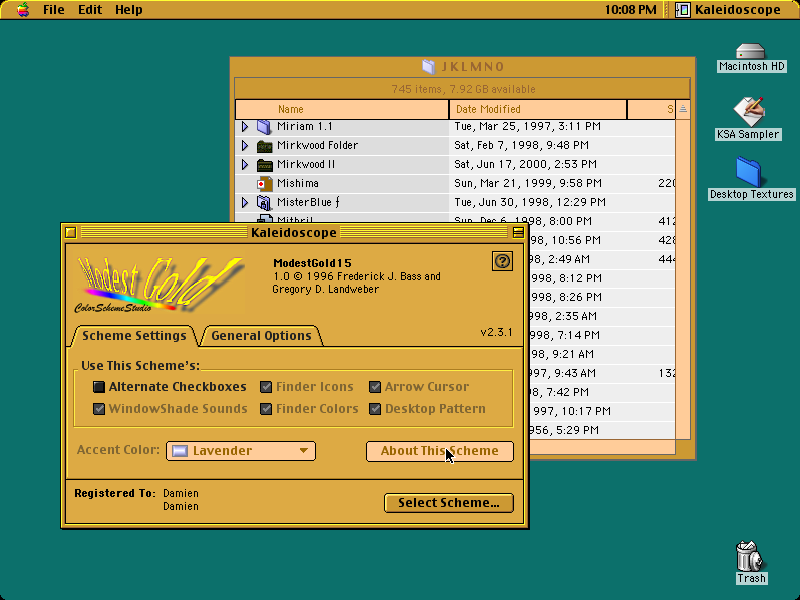 File Edit Help
10:08 PM Kaleidoscope
JKLMNO
745 items, 7.92 GB available
Name Date Modified S
Miriam 1.1 Tue, Mar 25, 1997, 3:11 PM
Mirkwood Folder Sat, Feb 7, 1998, 9:48 PM
Mirkwood II Sat, Jun 17, 2000, 2:53 PM
Mishima Sun, Mar 21, 1999, 9:58 PM 220
MisterBlue ƒ Tue, Jun 30, 1998, 12:29 PM
Mithril Sun, Dec 6, 1998, 8:00 PM 412
98, 10:56 PM 428
98, 2:49 AM 444
98, 8:12 PM
98, 8:26 PM
998, 2:35 AM
98, 7:14 PM
98, 9:21 AM
997, 9:43 AM 132
98, 7:42 PM
1997, 10:17 PM
956, 5:29 PM
Macintosh HD
KSA Sampler
Desktop Textures
Trash
Kaleidoscope
Modest Gold
ColorSchemeStudio
ModestGold15
1.0 © 1996 Frederick J. Bass and
Gregory D. Landweber
?
v2.3.1
Scheme Settings General Options
Use This Scheme's:
Alternate Checkboxes Finder Icons Arrow Cursor
WindowShade Sounds Finder Colors Desktop Pattern
Accent Color: Lavender About This Scheme
Registered To: Damien
Damien
Select Scheme...